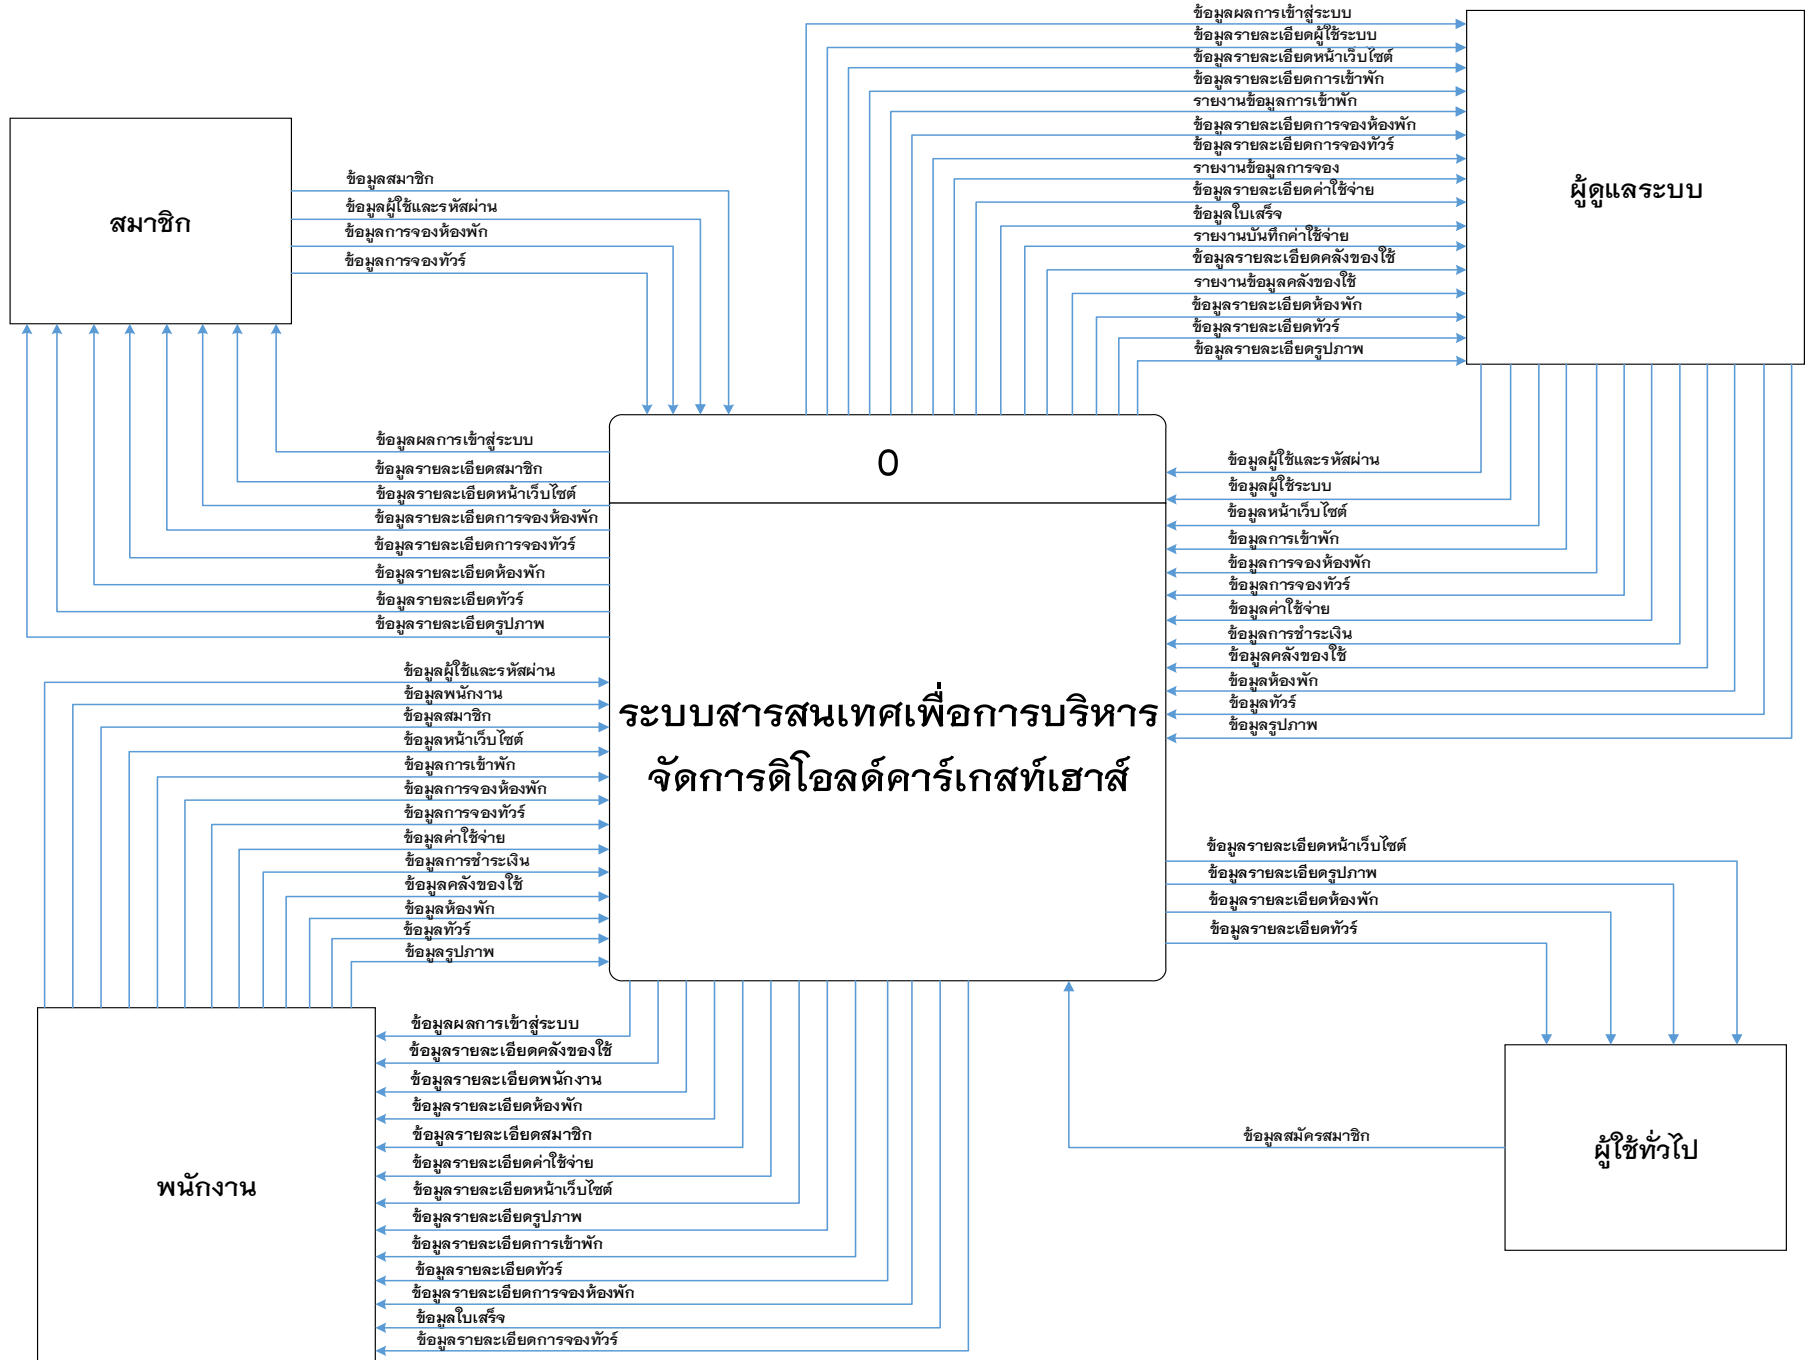 ข้อมูลผลการเข้าสู่ระบบ
ข้อมูลรายละเอียดผู้ใช้ระบบ
ข้อมูลรายละเอียดหน้าเว็บไซต์
ข้อมูลรายละเอียดการเข้าพัก
รายงานข้อมูลการเข้าพัก
ข้อมูลรายละเอียดการจองห้องพัก
ข้อมูลรายละเอียดการจองทัวร์
รายงานข้อมูลการจอง
ข้อมูลรายละเอียดค่าใช้จ่าย
ข้อมูลใบเสร็จ
รายงานบันทึกค่าใช้จ่าย
ข้อมูลรายละเอียดคลังของใช้
รายงานข้อมูลคลังของใช้
ข้อมูลรายละเอียดห้องพัก
ข้อมูลรายละเอียดทัวร์
ข้อมูลรายละเอียดรูปภาพ
ผู้ดูแลระบบ
สมาชิก
ข้อมูลสมาชิก
ข้อมูลผู้ใช้และรหัสผ่าน
ข้อมูลการจองห้องพัก
ข้อมูลการจองทัวร์
ข้อมูลผลการเข้าสู่ระบบ
ข้อมูลรายละเอียดสมาชิก
ข้อมูลรายละเอียดหน้าเว็บไซต์
ข้อมูลรายละเอียดการจองห้องพัก
ข้อมูลรายละเอียดการจองทัวร์
ข้อมูลรายละเอียดห้องพัก
ข้อมูลรายละเอียดทัวร์
ข้อมูลรายละเอียดรูปภาพ
0
ระบบสารสนเทศเพื่อการบริหาร
จัดการดิโอลด์คาร์เกสท์เฮาส์
ข้อมูลผู้ใช้และรหัสผ่าน
ข้อมูลผู้ใช้ระบบ
ข้อมูลหน้าเว็บไซต์
ข้อมูลการเข้าพัก
ข้อมูลการจองห้องพัก
ข้อมูลการจองทัวร์
ข้อมูลค่าใช้จ่าย
ข้อมูลการชำระเงิน
ข้อมูลคลังของใช้
ข้อมูลห้องพัก
ข้อมูลทัวร์
ข้อมูลรูปภาพ
ข้อมูลผู้ใช้และรหัสผ่าน
ข้อมูลพนักงาน
ข้อมูลสมาชิก
ข้อมูลหน้าเว็บไซต์
ข้อมูลการเข้าพัก
ข้อมูลการจองห้องพัก
ข้อมูลการจองทัวร์
ข้อมูลค่าใช้จ่าย
ข้อมูลการชำระเงิน
ข้อมูลคลังของใช้
ข้อมูลห้องพัก
ข้อมูลทัวร์
ข้อมูลรูปภาพ
ข้อมูลรายละเอียดหน้าเว็บไซต์
ข้อมูลรายละเอียดรูปภาพ
ข้อมูลรายละเอียดห้องพัก
ข้อมูลรายละเอียดทัวร์
ข้อมูลสมัครสมาชิก
ผู้ใช้ทั่วไป
พนักงาน
ข้อมูลผลการเข้าสู่ระบบ
ข้อมูลรายละเอียดคลังของใช้
ข้อมูลรายละเอียดพนักงาน
ข้อมูลรายละเอียดห้องพัก
ข้อมูลรายละเอียดสมาชิก
ข้อมูลรายละเอียดค่าใช้จ่าย
ข้อมูลรายละเอียดหน้าเว็บไซต์
ข้อมูลรายละเอียดรูปภาพ
ข้อมูลรายละเอียดการเข้าพัก
ข้อมูลรายละเอียดทัวร์
ข้อมูลรายละเอียดการจองห้องพัก
ข้อมูลใบเสร็จ
ข้อมูลรายละเอียดการจองทัวร์